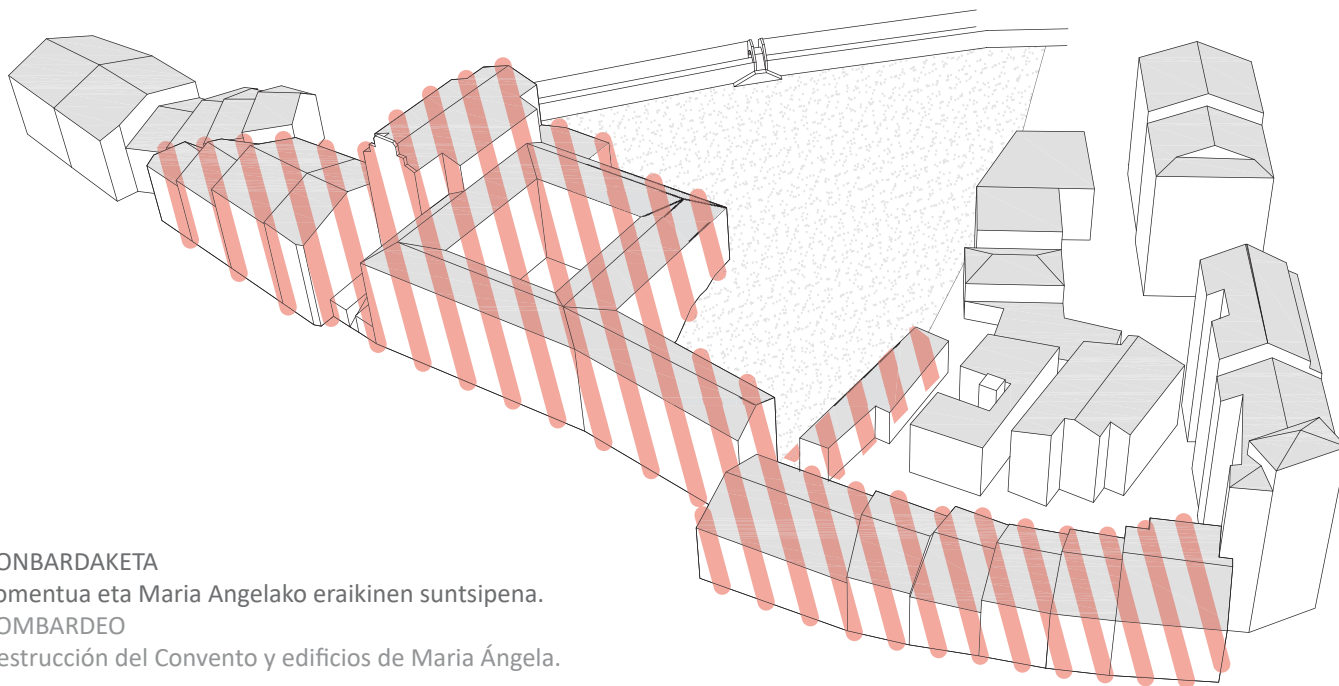 ONBARDAKETA
omentua eta Maria Angelako eraikinen suntsipena.
OMBARDEO
estrucción del Convento y edificios de Maria Ángela.